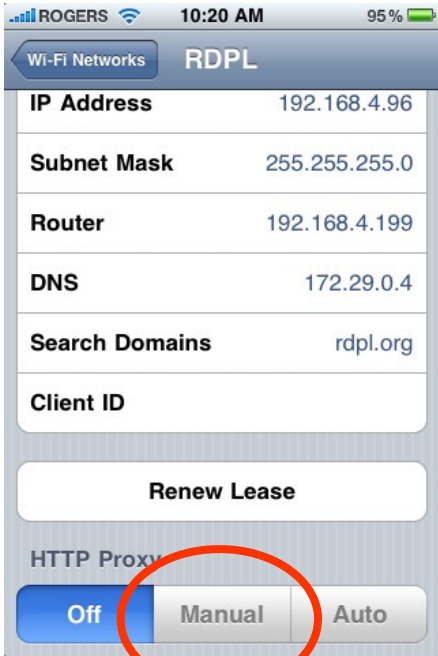 ROGERS 10:20 AM 95%
Wi-Fi Networks RDPL
IP Address 192.168.4.96
Subnet Mask 255.255.255.0
Router 192.168.4.199
DNS 172.29.0.4
Search Domains rdpl.org
Client ID
Renew Lease
HTTP Proxy
Off Manual Auto